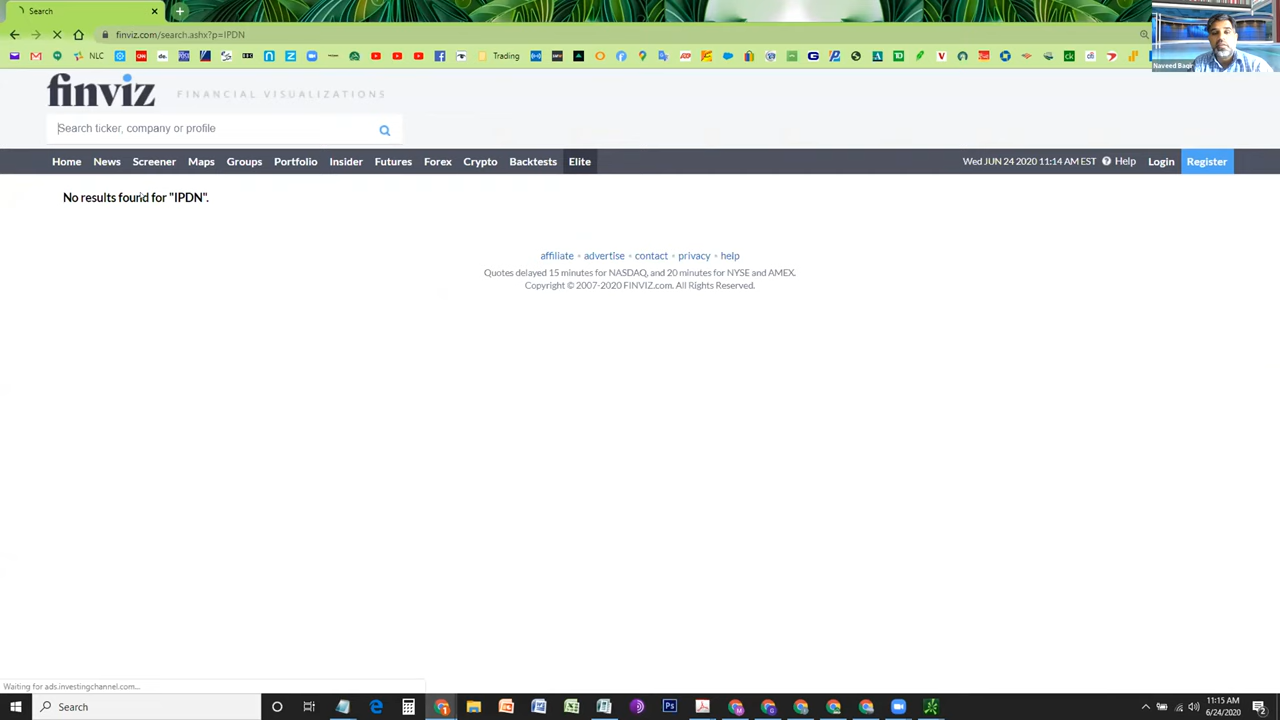 Search
finviz.com/search.ashx?p=IPDN
NLC
Trading
Naveed Baqir
finviz FINANCIAL VISUALIZATIONS
Search ticker, company or profile
Home News Screener Maps Groups Portfolio Insider Futures Forex Crypto Backtests Elite Wed JUN 24 2020 11:14 AM EST Help Login Register
No results found for "IPDN".
affiliate • advertise • contact • privacy • help
Quotes delayed 15 minutes for NASDAQ, and 20 minutes for NYSE and AMEX.
Copyright © 2007-2020 FINVIZ.com. All Rights Reserved.
Waiting for ads.investingchannel.com...
Search
11:15 AM
6/24/2020